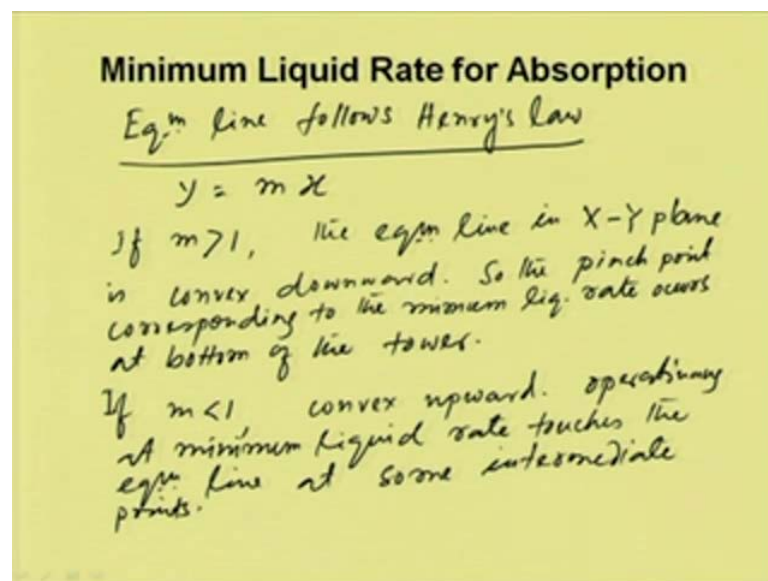 Minimum Liquid Rate for Absorption
Eqm line follows Henry's law
y = m x
If m > 1, the eqm line in X-Y plane
is convex downward. So the pinch point
corresponding to the minimum liq. rate occurs
at bottom of the tower.
If m < 1, convex upward. operating
at minimum liquid rate touches the
eqm line at some intermediate
points.